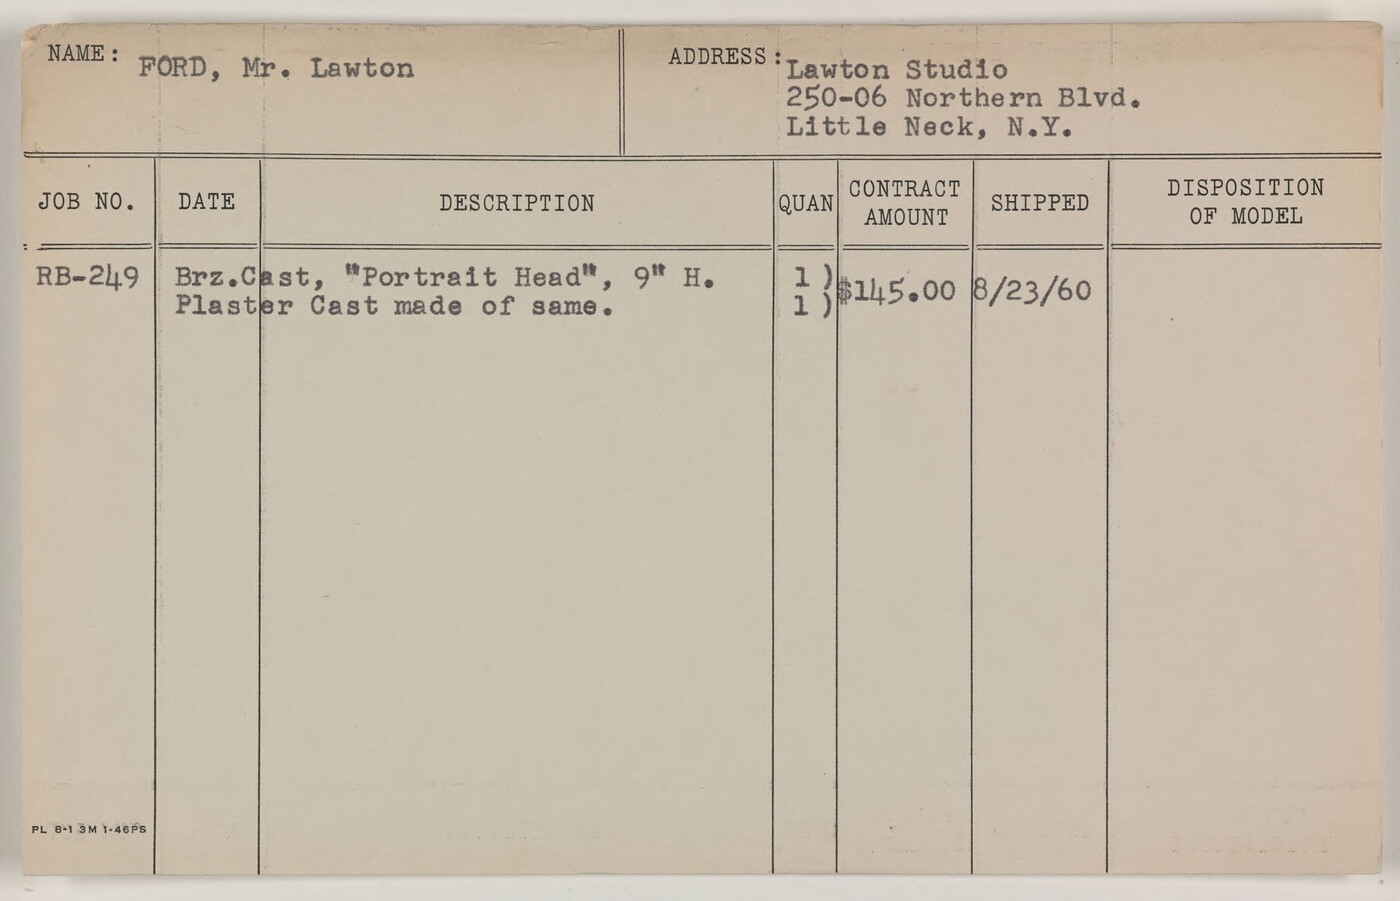 NAME: FORD, Mr. Lawton
ADDRESS: Lawton Studio
250-06 Northern Blvd.
Little Neck, N.Y.
JOB NO. DATE DESCRIPTION QUAN CONTRACT AMOUNT SHIPPED DISPOSITION OF MODEL
RB-249 Brz.Cast, "Portrait Head", 9" H. 1 ) $145.00 8/23/60
Plaster Cast made of same. 1 )
PL 8-1 3M 1-46PS